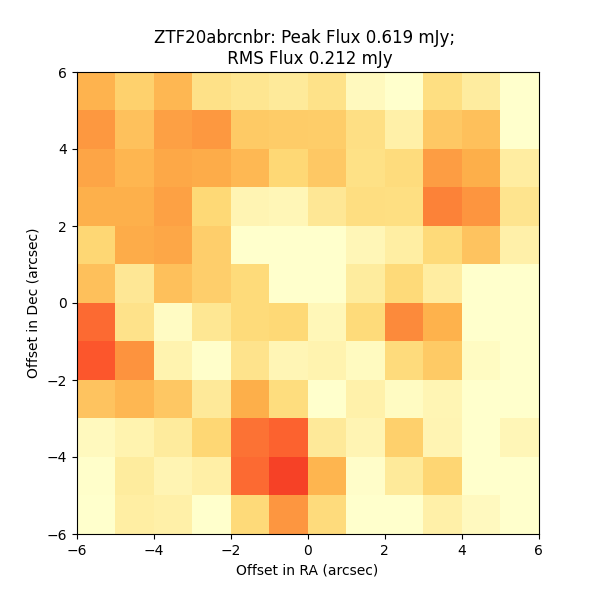 ZTF20abrcnbr: Peak Flux 0.619 mJy;
RMS Flux 0.212 mJy
6
4
2
0
−2
−4
−6
Offset in Dec (arcsec)
−6 −4 −2 0 2 4 6
Offset in RA (arcsec)